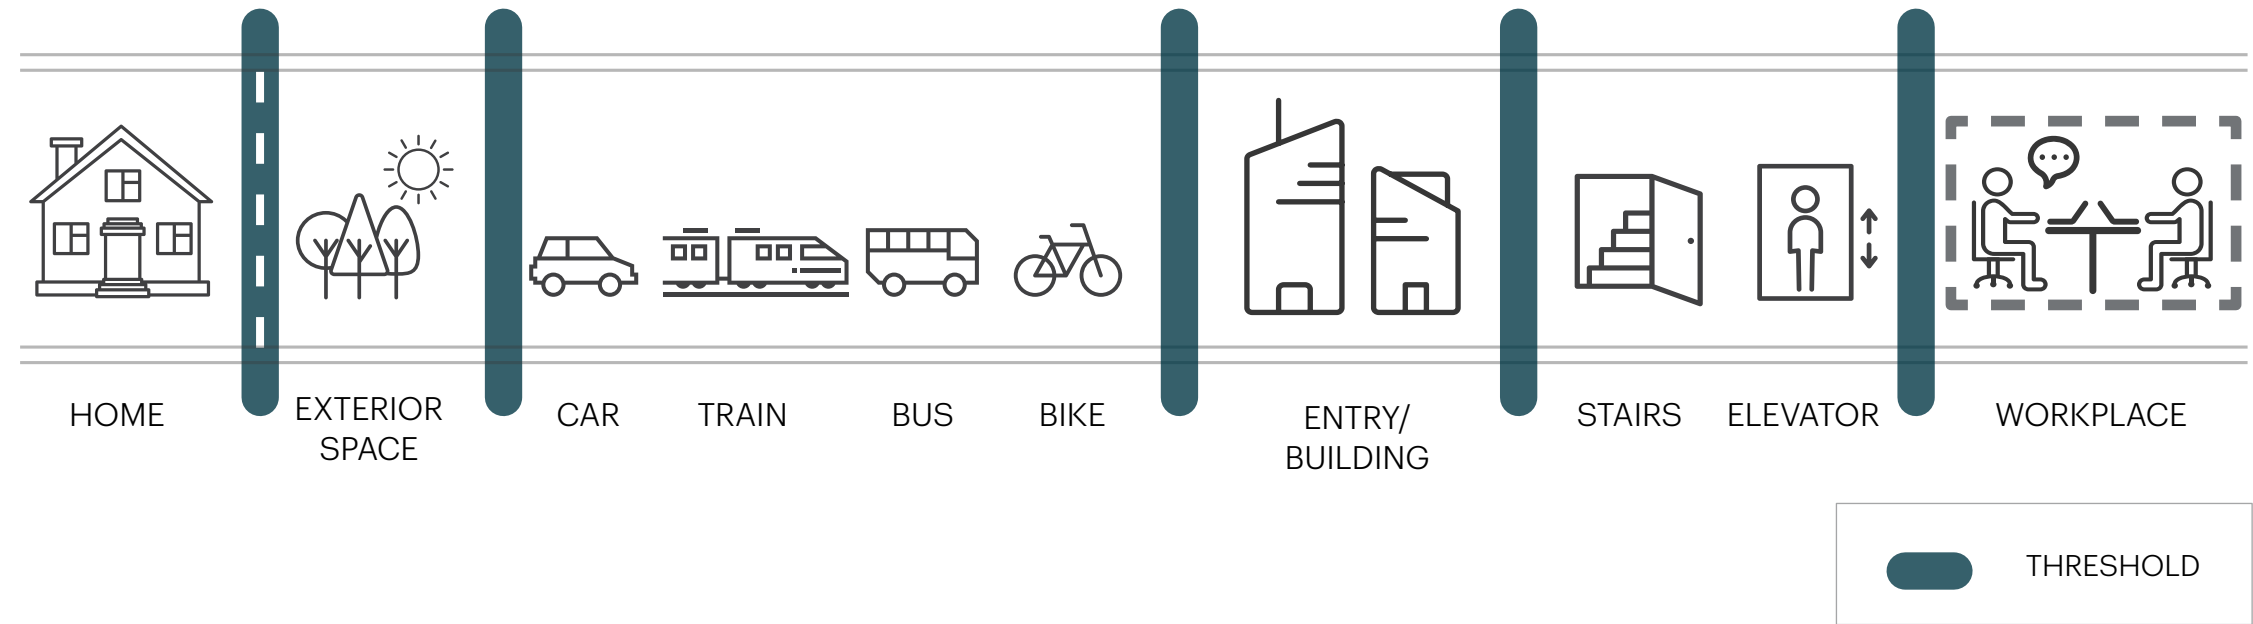 HOME
EXTERIOR
SPACE
CAR
TRAIN
BUS
BIKE
ENTRY/
BUILDING
STAIRS
ELEVATOR
WORKPLACE
THRESHOLD